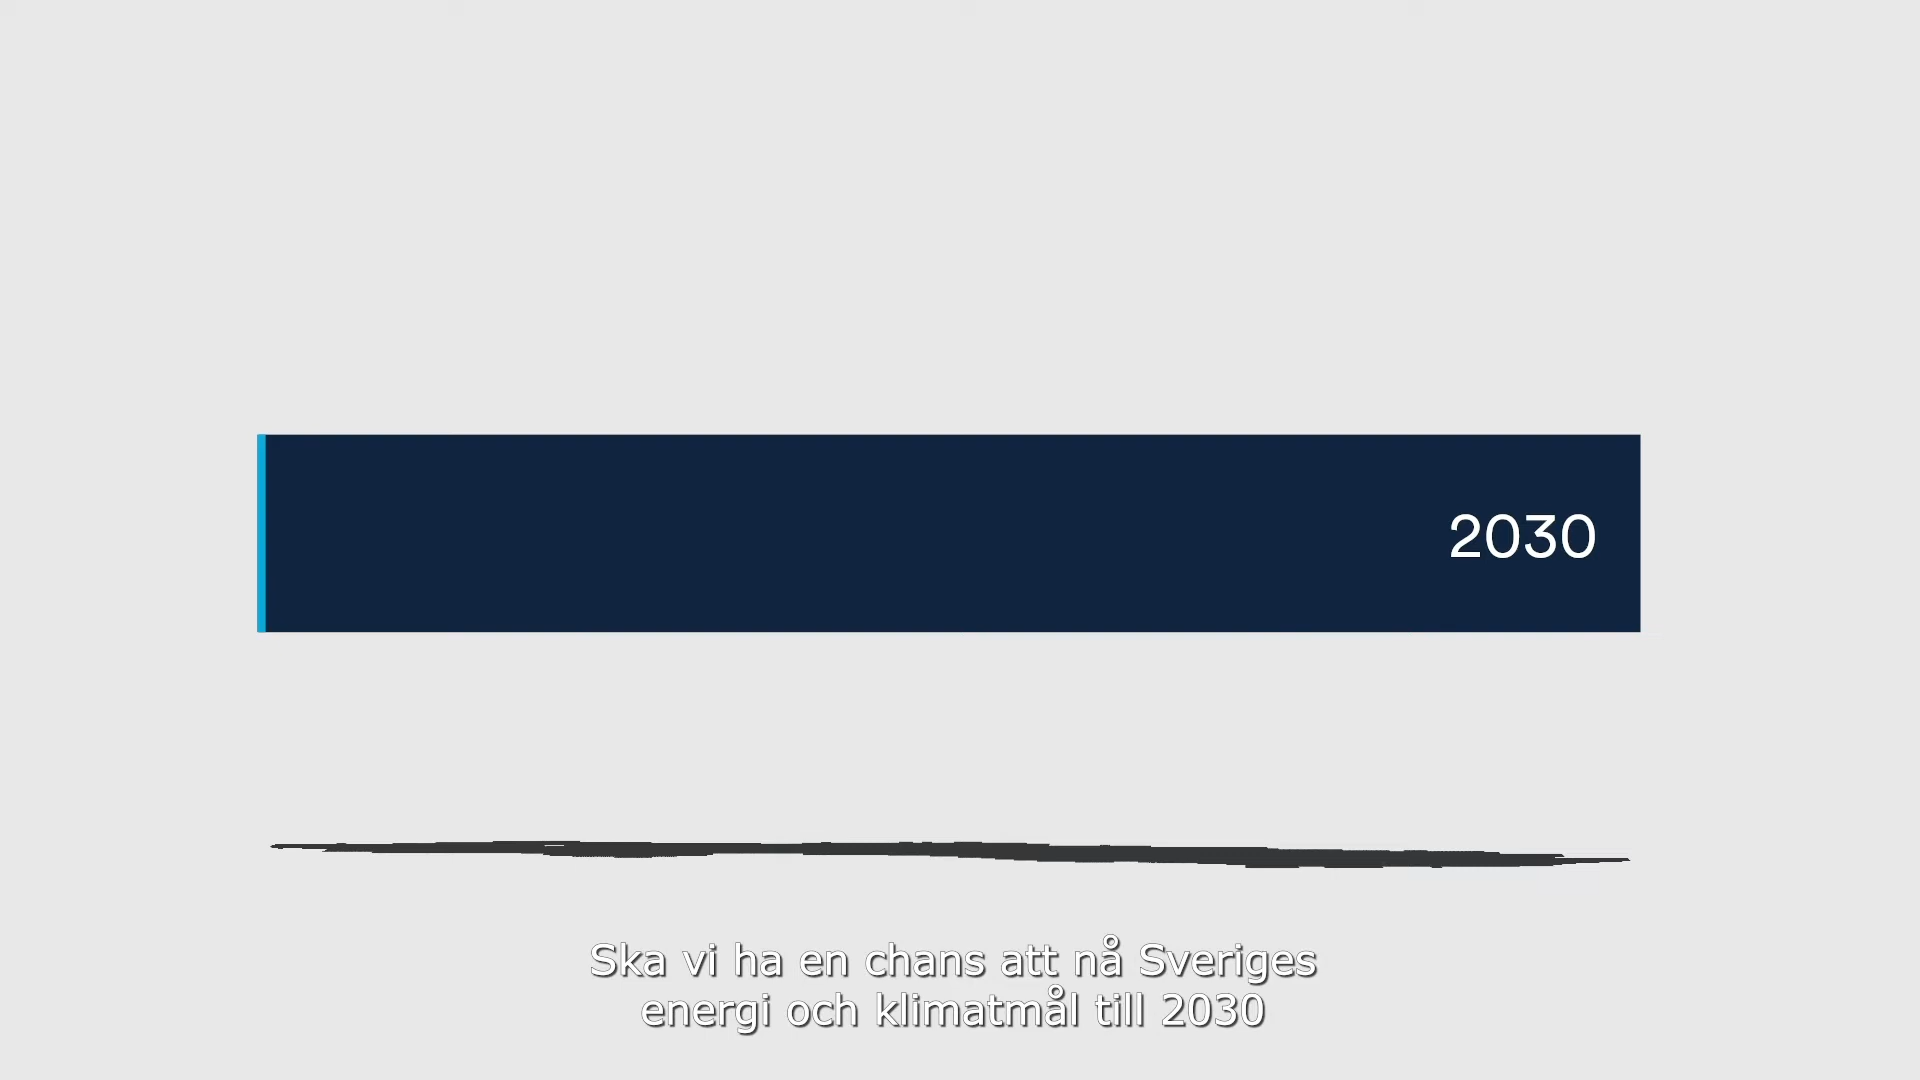 2030
Ska vi ha en chans att nå Sveriges
energi och klimatmål till 2030